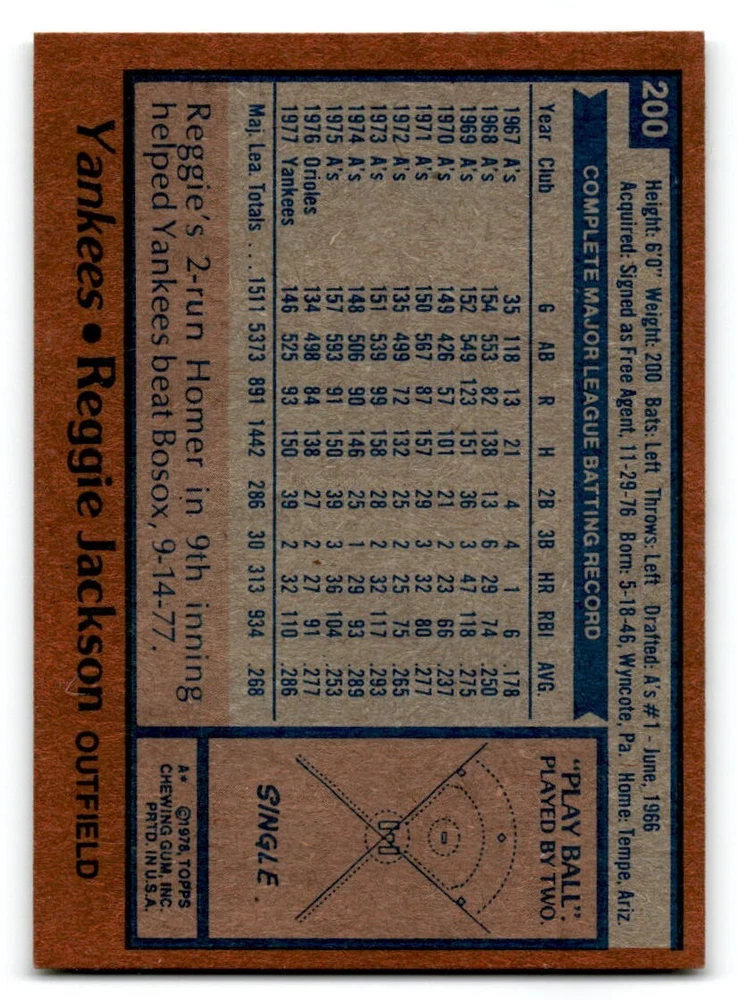 200
Height: 6'0" Weight: 200 Bats: Left Throws: Left Drafted: A's #1 - June, 1966
Acquired: Signed as Free Agent, 11-29-76 Born: 5-18-46, Wyncote, Pa. Home: Tempe, Ariz.
COMPLETE MAJOR LEAGUE BATTING RECORD
Year Club G AB R H 2B 3B HR RBI AVG.
1967 A's 35 118 13 21 4 4 1 6 .178
1968 A's 154 553 82 138 13 6 29 74 .250
1969 A's 152 549 123 151 36 3 47 118 .275
1970 A's 149 426 57 101 21 2 23 66 .237
1971 A's 150 567 87 157 29 3 32 80 .277
1972 A's 135 499 72 132 25 2 25 75 .265
1973 A's 151 539 99 158 28 2 32 117 .293
1974 A's 148 506 90 146 25 1 29 93 .289
1975 A's 157 593 91 150 39 3 36 104 .253
1976 Orioles 134 498 84 138 27 2 27 91 .277
1977 Yankees 146 525 93 150 39 2 32 110 .286
Maj. Lea. Totals ... 1511 5373 891 1442 286 30 313 934 .268
Reggie's 2-run Homer in 9th inning
helped Yankees beat Bosox, 9-14-77.
"PLAY BALL"
PLAYED BY TWO.
SINGLE
A* ©1978, TOPPS
CHEWING GUM, INC.
PRTD. IN U.S.A.
Yankees • Reggie Jackson OUTFIELD